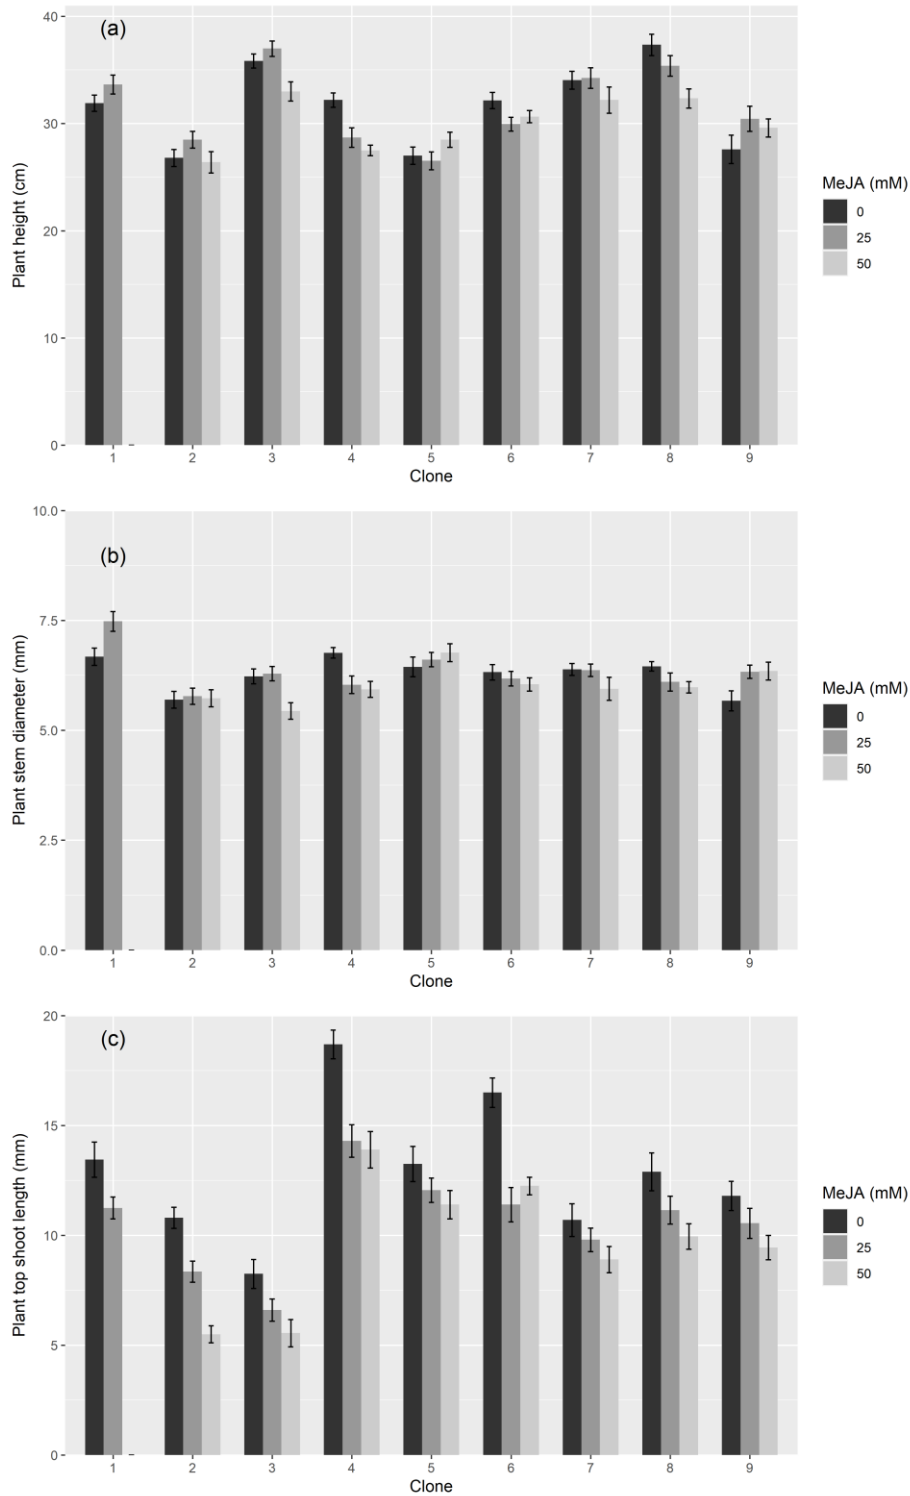 (a)
40
30
20
10
0
Plant height (cm)
1 2 3 4 5 6 7 8 9
Clone
MeJA (mM)
0
25
50
(b)
10.0
7.5
5.0
2.5
0.0
Plant stem diameter (mm)
1 2 3 4 5 6 7 8 9
Clone
MeJA (mM)
0
25
50
(c)
20
15
10
5
0
Plant top shoot length (mm)
1 2 3 4 5 6 7 8 9
Clone
MeJA (mM)
0
25
50